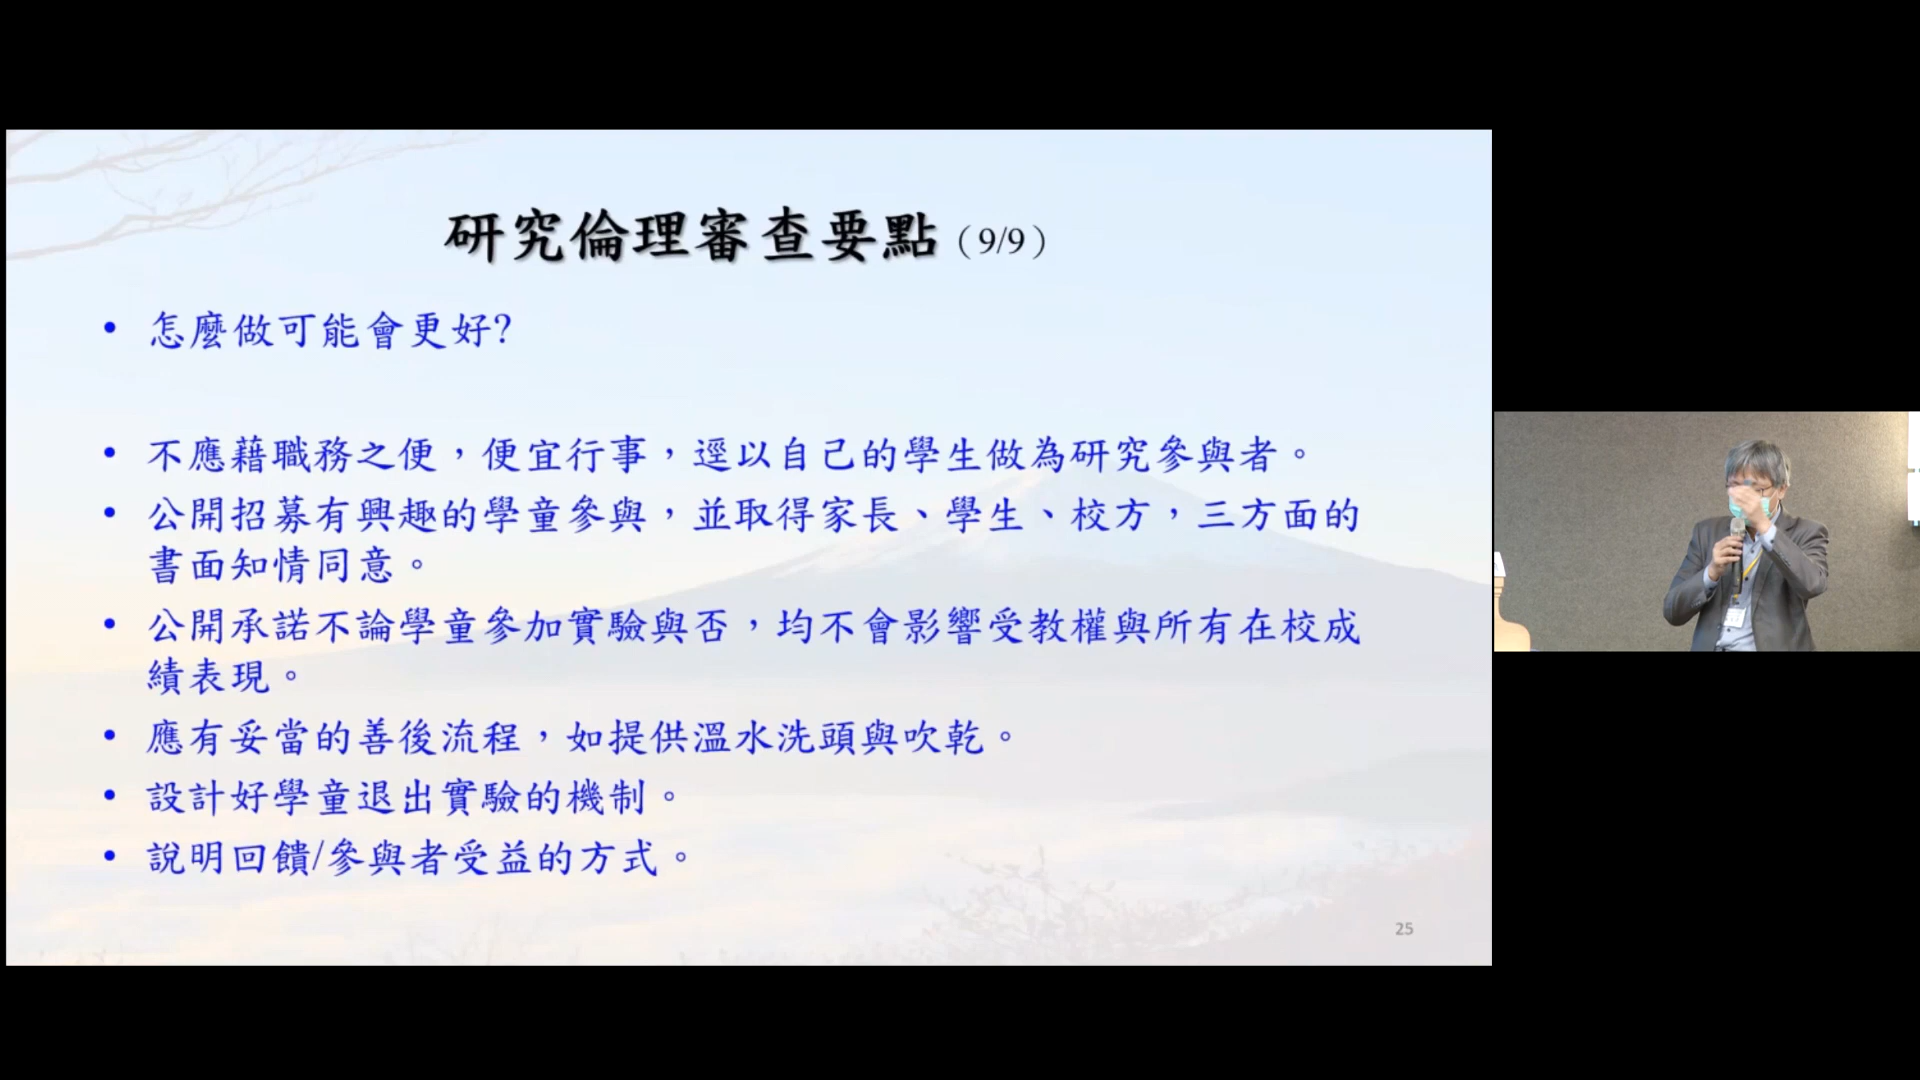 研究倫理審查要點（9/9）
• 怎麼做可能會更好?
• 不應藉職務之便，便宜行事，逕以自己的學生做為研究參與者。
• 公開招募有興趣的學童參與，並取得家長、學生、校方，三方面的
書面知情同意。
• 公開承諾不論學童參加實驗與否，均不會影響受教權與所有在校成
績表現。
• 應有妥當的善後流程，如提供溫水洗頭與吹乾。
• 設計好學童退出實驗的機制。
• 說明回饋/參與者受益的方式。
25